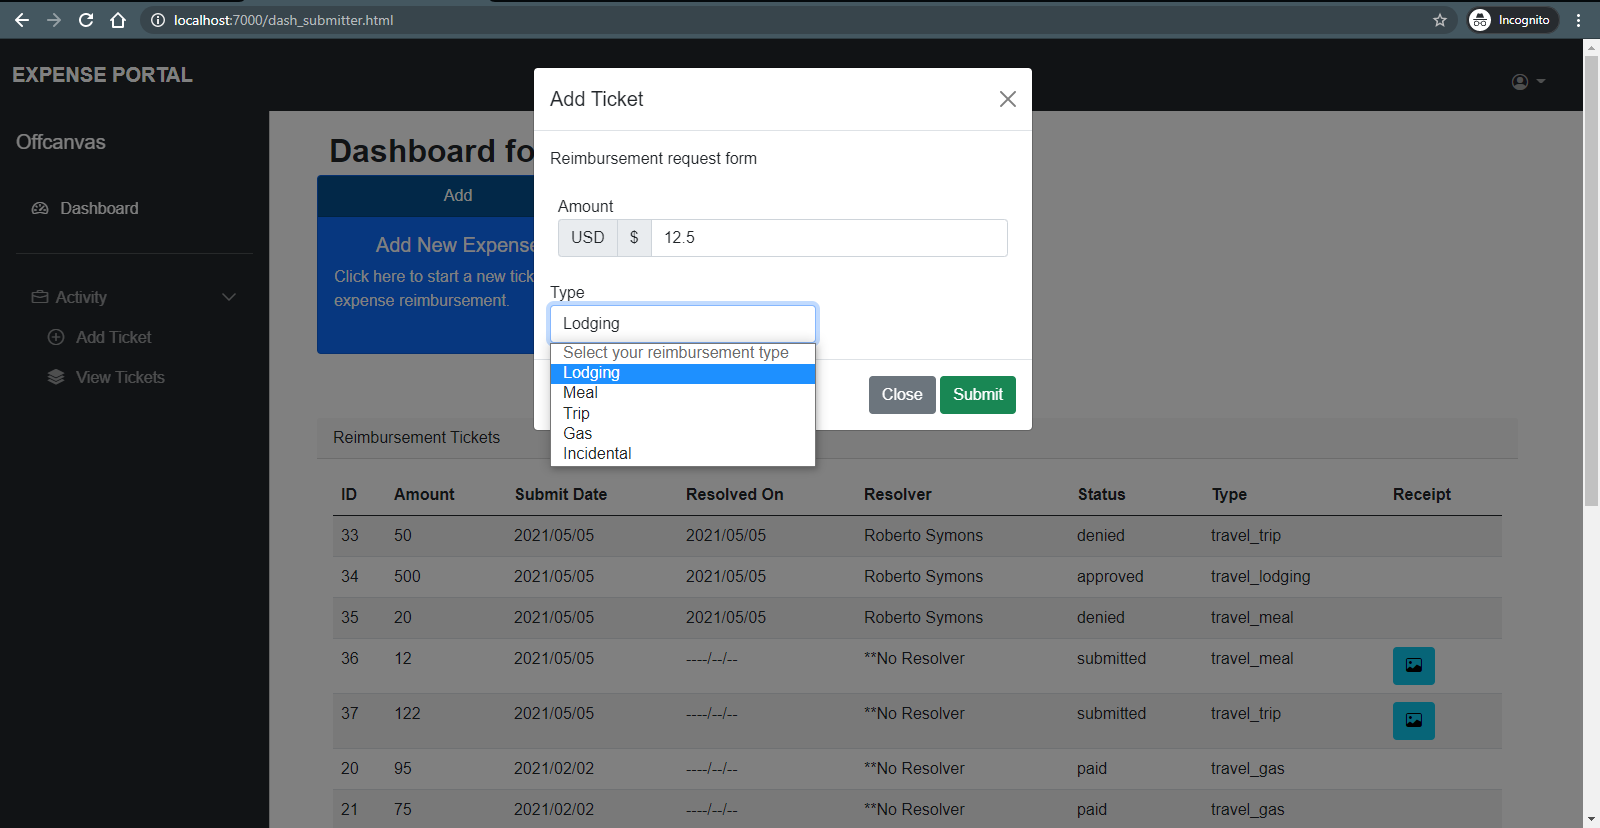 localhost:7000/dash_submitter.html
Incognito
EXPENSE PORTAL
Offcanvas
Dashboard
Activity
Add Ticket
View Tickets
Dashboard fo
Add
Add New Expense
Click here to start a new tick
expense reimbursement.
Add Ticket
Reimbursement request form
Amount
USD $ 12.5
Type
Lodging
Select your reimbursement type
Lodging
Meal
Trip
Gas
Incidental
Close Submit
Reimbursement Tickets
ID Amount Submit Date Resolved On Resolver Status Type Receipt
33 50 2021/05/05 2021/05/05 Roberto Symons denied travel_trip
34 500 2021/05/05 2021/05/05 Roberto Symons approved travel_lodging
35 20 2021/05/05 2021/05/05 Roberto Symons denied travel_meal
36 12 2021/05/05 ----/--/-- **No Resolver submitted travel_meal
37 122 2021/05/05 ----/--/-- **No Resolver submitted travel_trip
20 95 2021/02/02 ----/--/-- **No Resolver paid travel_gas
21 75 2021/02/02 ----/--/-- **No Resolver paid travel_gas